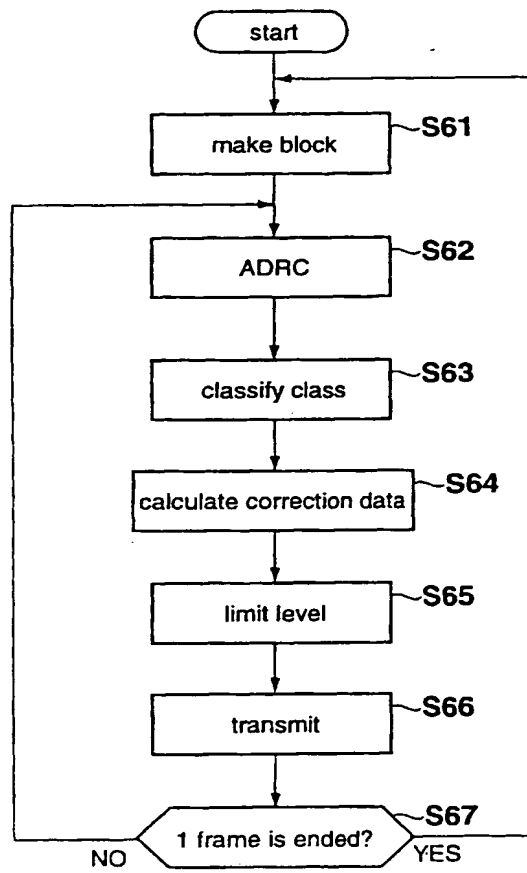 start
make block
S61
ADRC
S62
classify class
S63
calculate correction data
S64
limit level
S65
transmit
S66
1 frame is ended?
S67
NO
YES